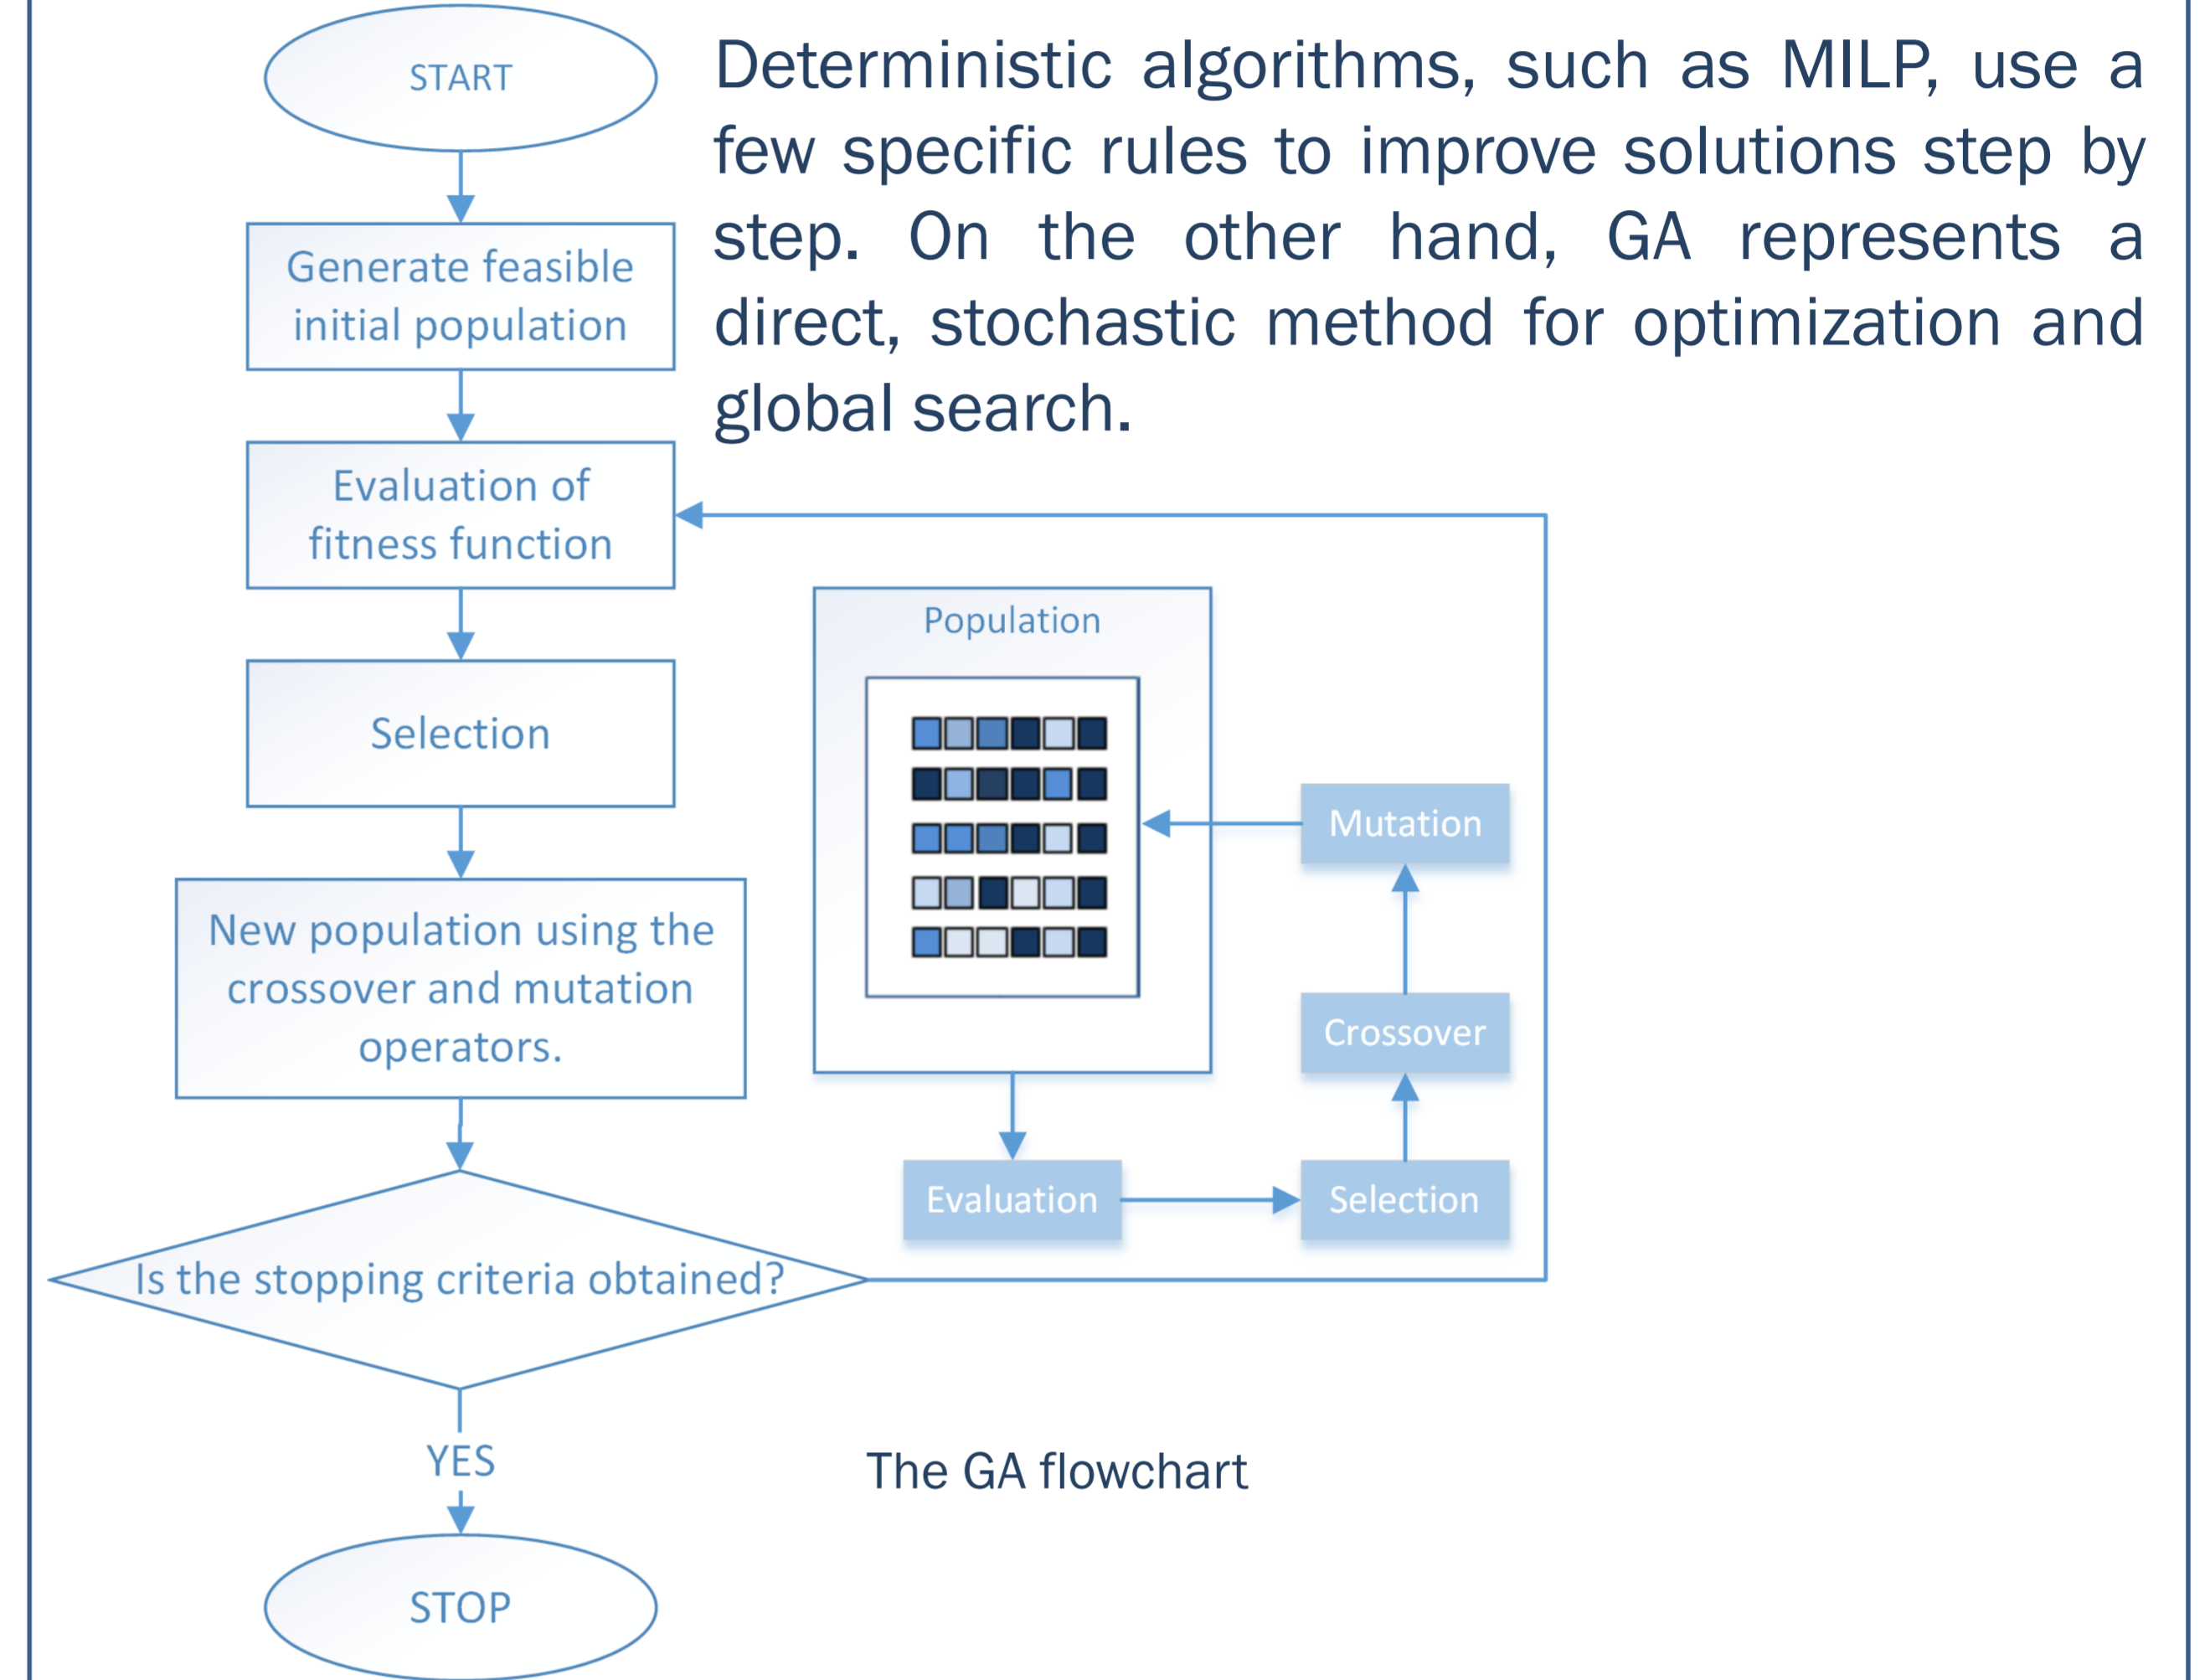 START
Deterministic algorithms, such as MILP, use a
few specific rules to improve solutions step by
step. On the other hand, GA represents a
direct, stochastic method for optimization and
global search.
Generate feasible
initial population
Evaluation of
fitness function
Selection
New population using the
crossover and mutation
operators.
Is the stopping criteria obtained?
YES
STOP
Population
Mutation
Crossover
Evaluation
Selection
The GA flowchart